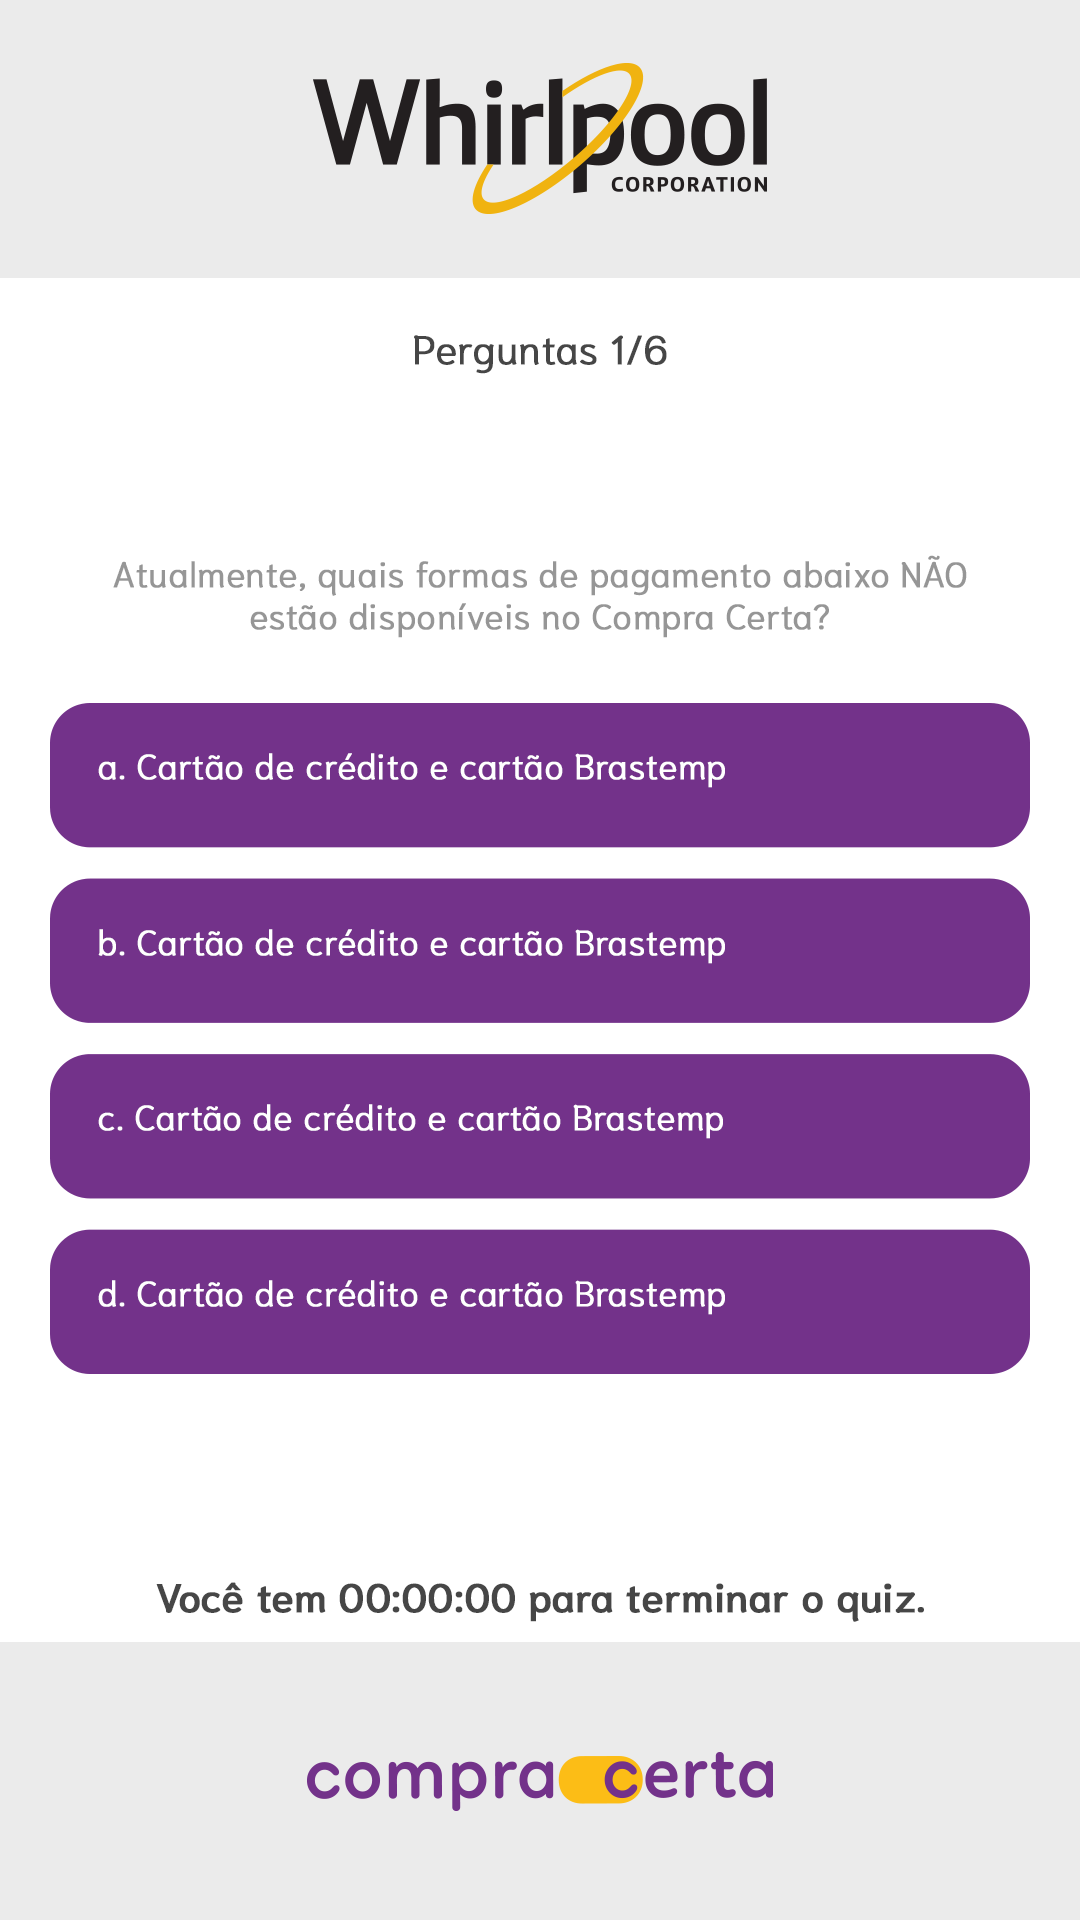 Whirlpool
CORPORATION
Perguntas 1/6
Atualmente, quais formas de pagamento abaixo NÃO
estão disponíveis no Compra Certa?
a. Cartão de crédito e cartão Brastemp
b. Cartão de crédito e cartão Brastemp
c. Cartão de crédito e cartão Brastemp
d. Cartão de crédito e cartão Brastemp
Você tem 00:00:00 para terminar o quiz.
compra certa